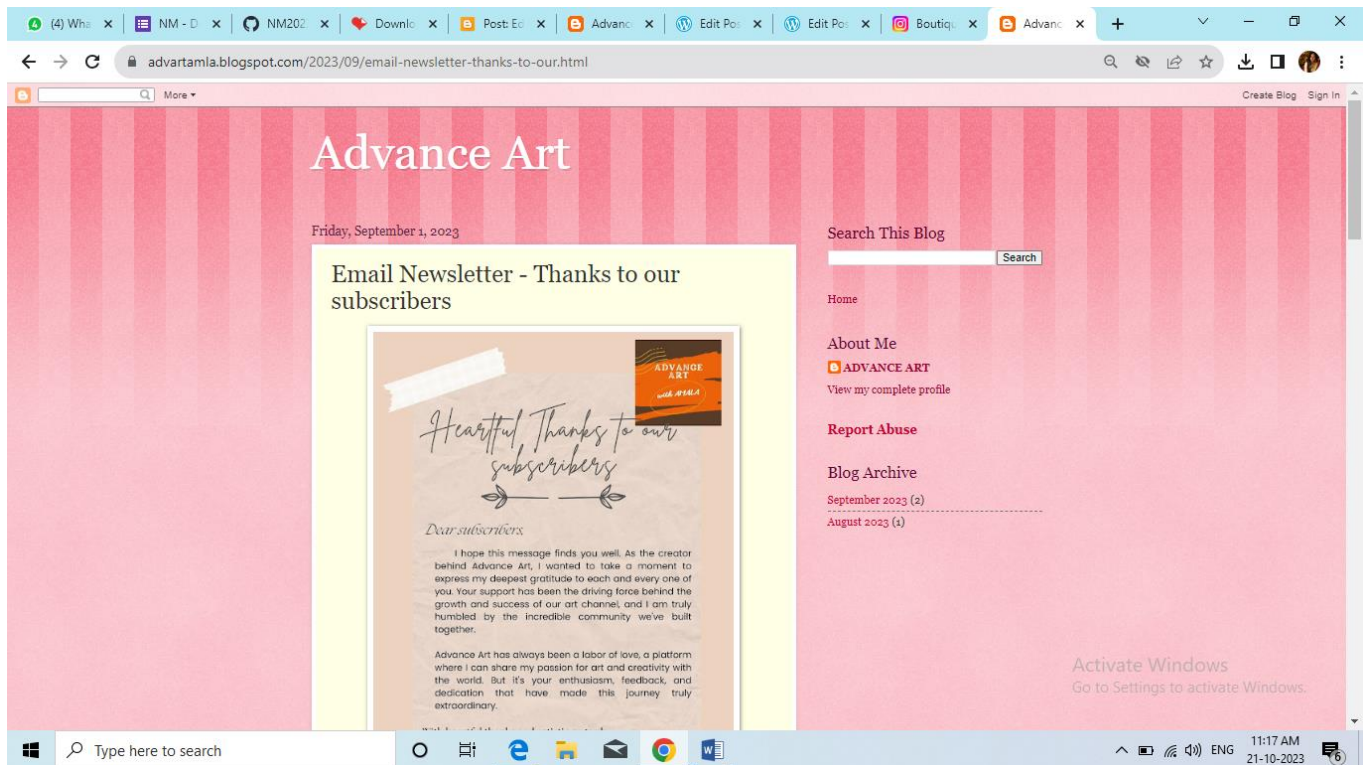 (4) Wha
NM - D
NM202
Downlo
Post: Ed
Advanc
Edit Pos
Edit Pos
Boutiqu
Advanc
advartamla.blogspot.com/2023/09/email-newsletter-thanks-to-our.html
More
Create Blog Sign In
Advance Art
Friday, September 1, 2023
Email Newsletter - Thanks to our
subscribers
ADVANCE
ART
with AMALA
Heartful Thanks to our
subscribers
Dear subscribers,
I hope this message finds you well. As the creator
behind Advance Art, I wanted to take a moment to
express my deepest gratitude to each and every one of
you. Your support has been the driving force behind the
growth and success of our art channel, and I am truly
humbled by the incredible community we've built
together.
Advance Art has always been a labor of love, a platform
where I can share my passion for art and creativity with
the world. But it's your enthusiasm, feedback, and
dedication that have made this journey truly
extraordinary.
Search This Blog
Search
Home
About Me
ADVANCE ART
View my complete profile
Report Abuse
Blog Archive
September 2023 (2)
August 2023 (1)
Activate Windows
Go to Settings to activate Windows.
Type here to search
ENG
11:17 AM
21-10-2023
6